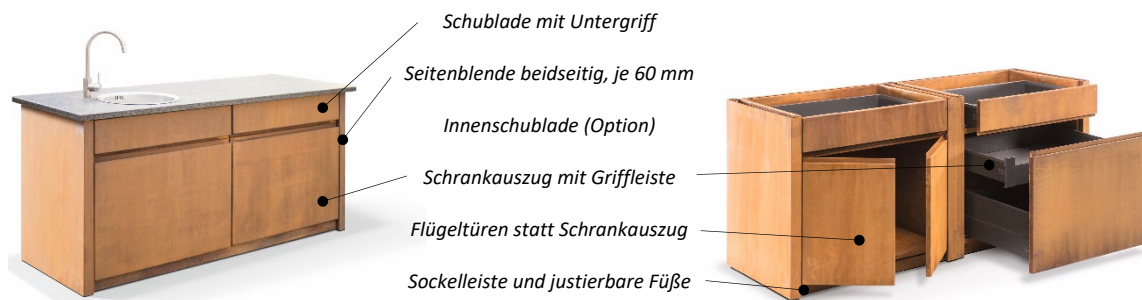 Schublade mit Untergriff
Seitenblende beidseitig, je 60 mm
Innenschublade (Option)
Schrankauszug mit Griffleiste
Flügeltüren statt Schrankauszug
Sockelleiste und justierbare Füße